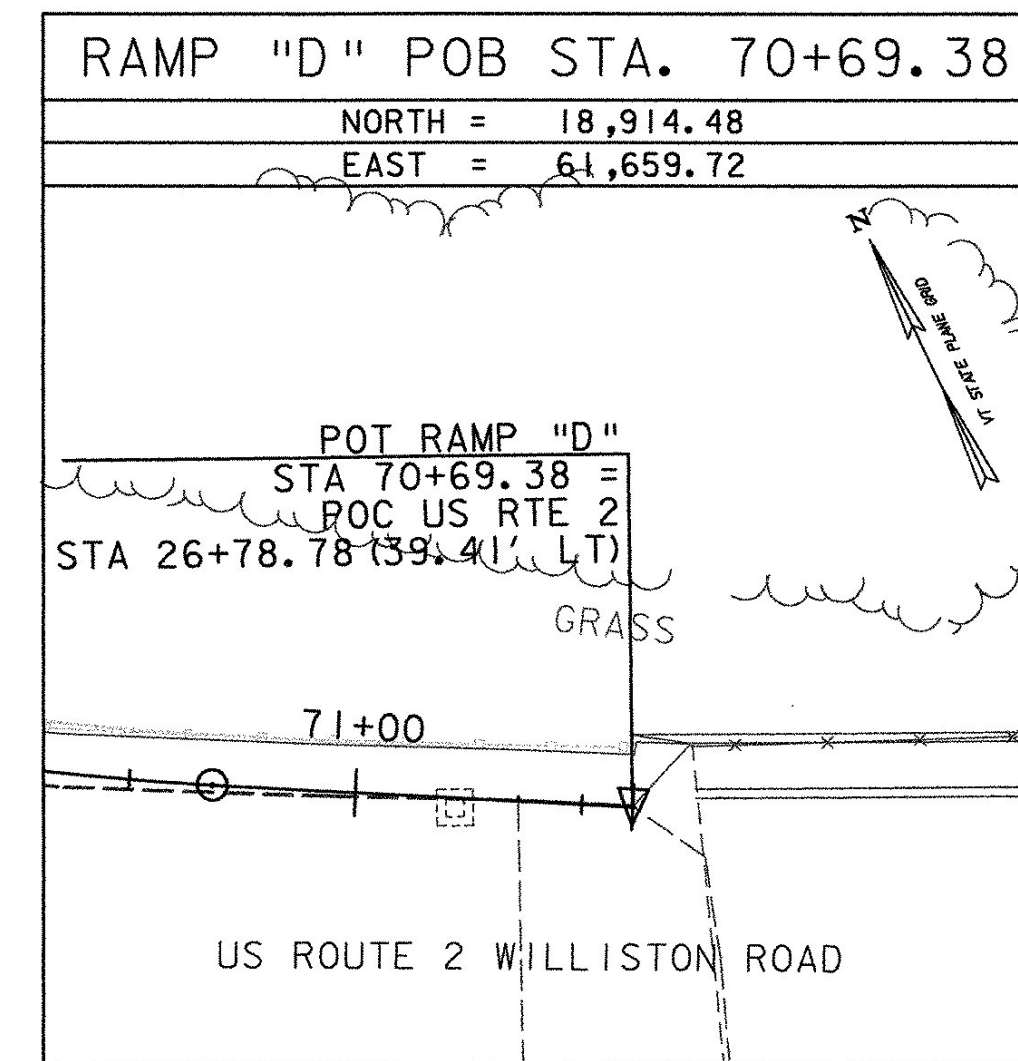 RAMP "D" POB STA. 70+69.38
NORTH = 18,914.48
EAST = 61,659.72
N
VT STATE PLANE GRID
POT RAMP "D"
STA 70+69.38 =
POC US RTE 2
STA 26+78.78 (39.41' LT)
GRASS
71+00
US ROUTE 2 WILLISTON ROAD